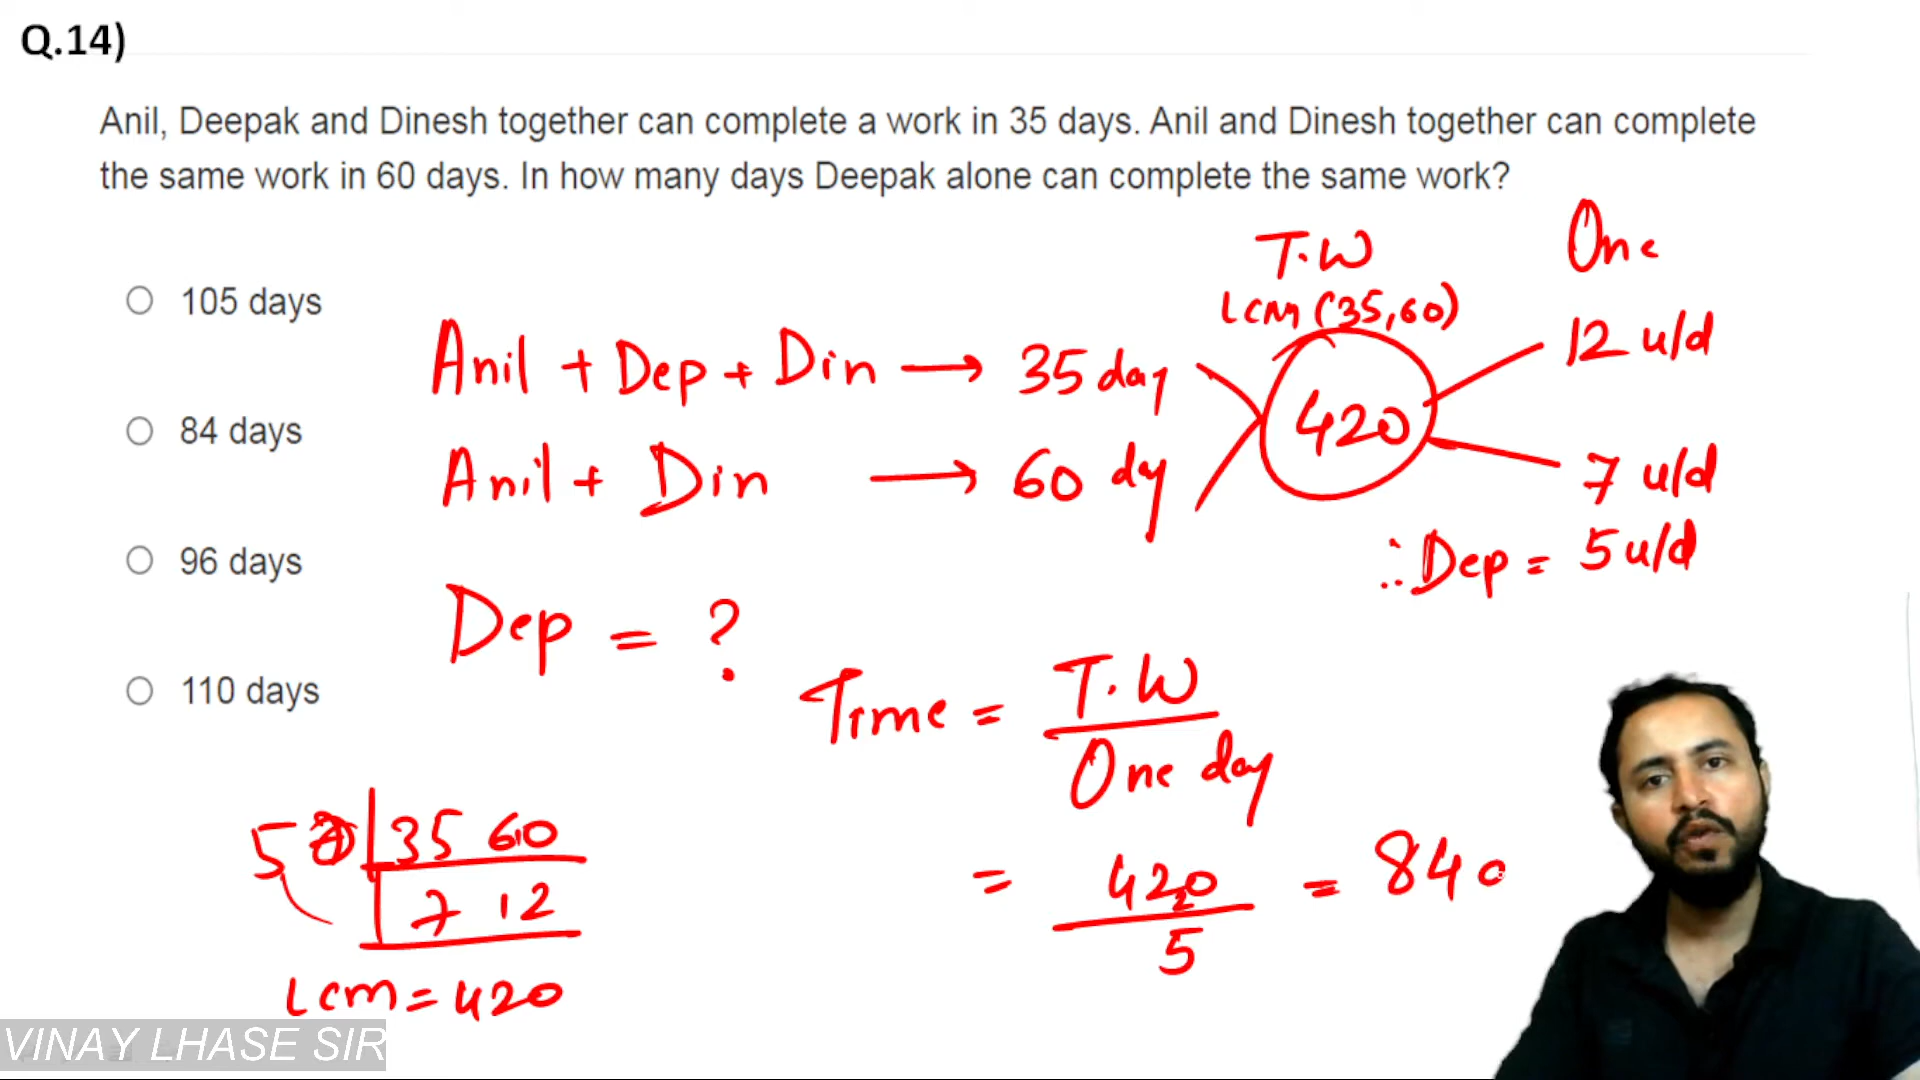 Q.14)
Anil, Deepak and Dinesh together can complete a work in 35 days. Anil and Dinesh together can complete
the same work in 60 days. In how many days Deepak alone can complete the same work?
105 days
84 days
96 days
110 days
T.W
LCM (35,60)
One
Anil + Dep + Din → 35 day
420
12 u/d
Anil + Din → 60 dy
7 u/d
∴ Dep = 5 u/d
Dep = ?
Time = T.W
One day
= 420 = 840
5
5 35 60
7 12
Lcm = 420
VINAY LHASE SIR